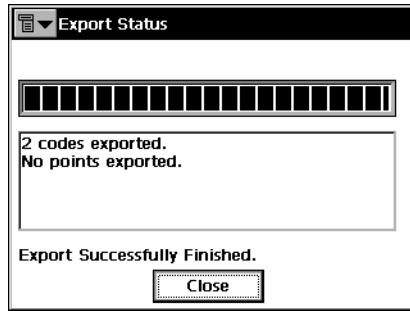 Export Status
2 codes exported.
No points exported.
Export Successfully Finished.
Close